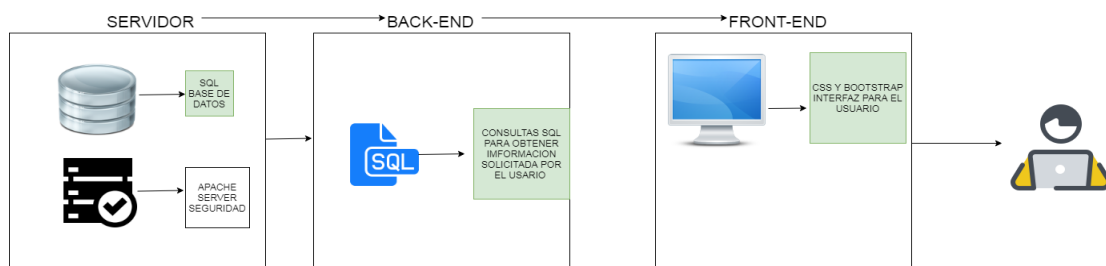 SERVIDOR
BACK-END
FRONT-END
SQL
BASE DE
DATOS
APACHE
SERVER
SEGURIDAD
SQL
CONSULTAS SQL
PARA OBTENER
IMFORMACION
SOLICITADA POR
EL USARIO
CSS Y BOOTSTRAP
INTERFAZ PARA EL
USUARIO